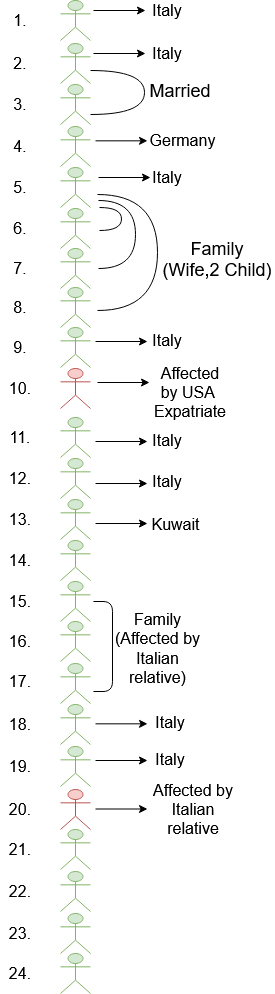 1. Italy
2. Italy
3. Married
4. Germany
5. Italy
6.
7. Family
(Wife,2 Child)
8.
9. Italy
10. Affected
by USA
Expatriate
11. Italy
12. Italy
13. Kuwait
14.
15. Family
16. (Affected by
Italian
17. relative)
18. Italy
19. Italy
20. Affected by
Italian
relative
21.
22.
23.
24.